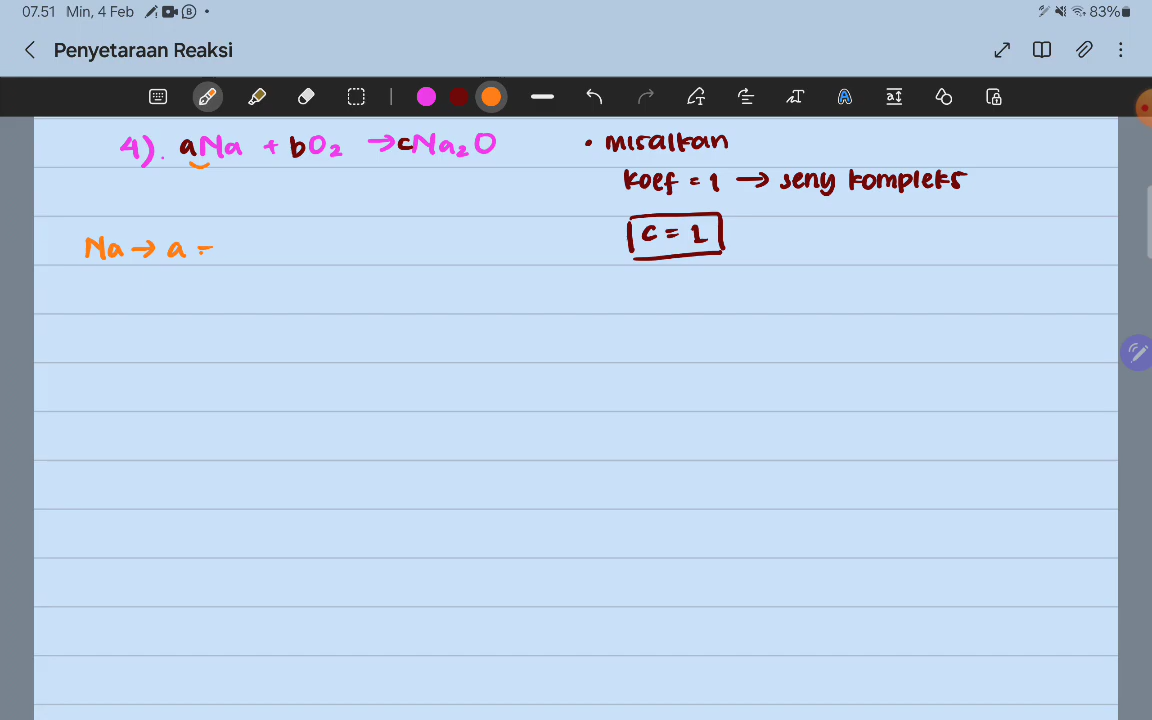 07.51 Min, 4 Feb 83%
Penyetaraan Reaksi
4). aNa + bO₂ → cNa₂O
• misalkan
koef = 1 → seny kompleks
c = 1
Na → a =